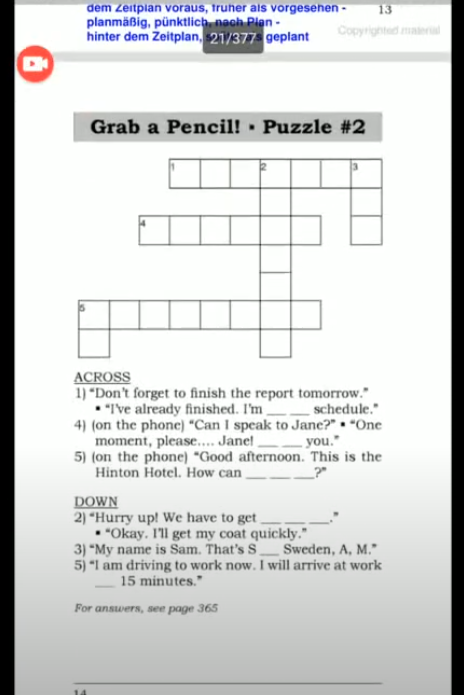 dem Zeitplan voraus, früher als vorgesehen - 13
planmäßig, pünktlich, nach Plan -
hinter dem Zeitplan, geplant
21/377
Copyrighted material
Grab a Pencil! • Puzzle #2
1 2 3
4
5
ACROSS
1) “Don’t forget to finish the report tomorrow.”
• “I’ve already finished. I’m ___ ___ schedule.”
4) (on the phone) “Can I speak to Jane?” • “One
moment, please.... Jane! ___ ___ you.”
5) (on the phone) “Good afternoon. This is the
Hinton Hotel. How can ___ ___ ___?”
DOWN
2) “Hurry up! We have to get ___ ___ ___.”
• “Okay. I’ll get my coat quickly.”
3) “My name is Sam. That’s S ___ Sweden, A, M.”
5) “I am driving to work now. I will arrive at work
___ 15 minutes.”
For answers, see page 365
14